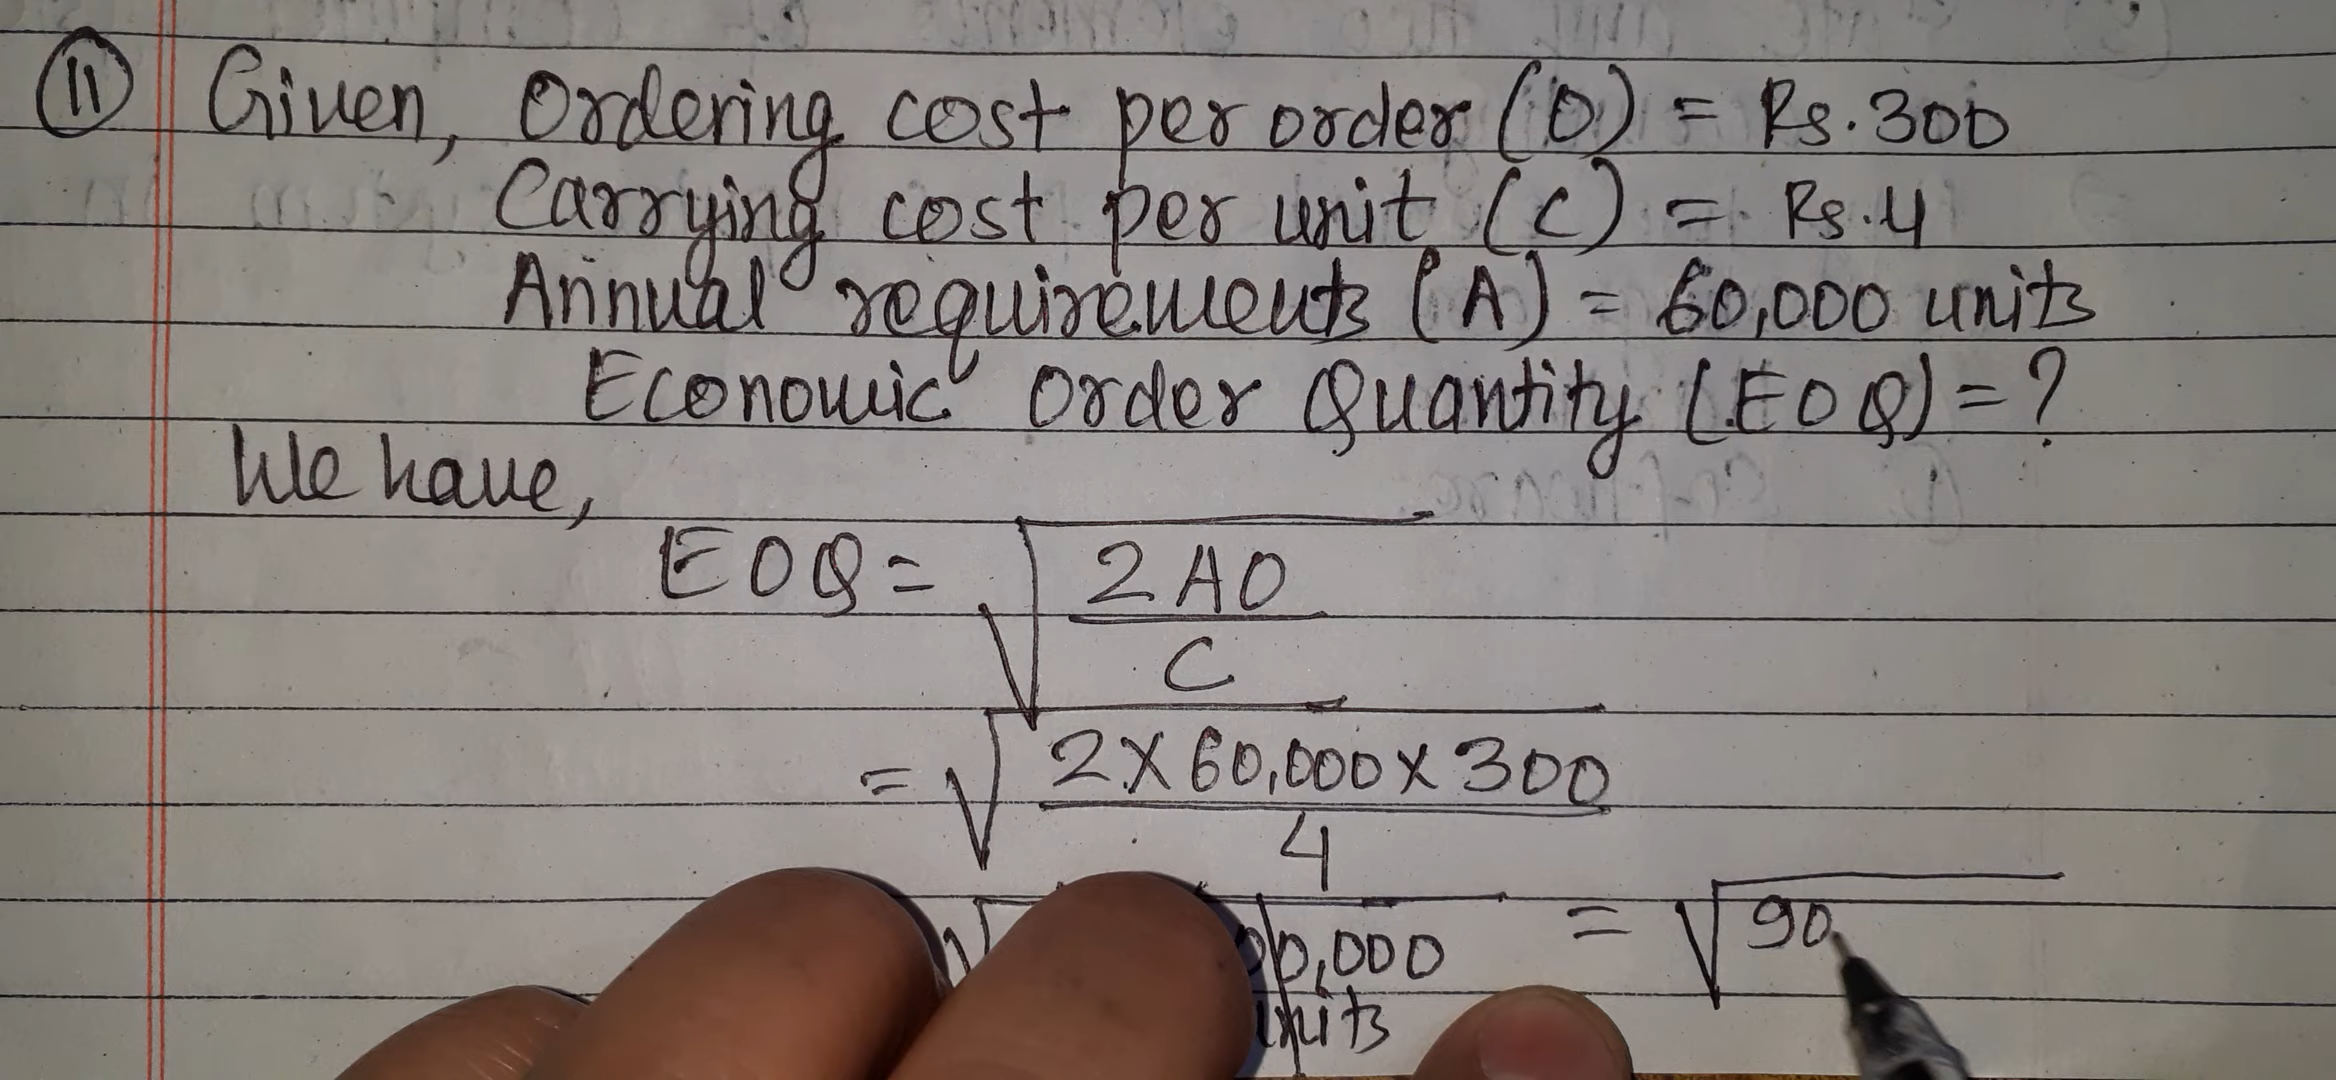 11 Given, Ordering cost per order (O) = Rs. 300
Carrying cost per unit (C) = Rs. 4
Annual requirements (A) = 60,000 units
Economic Order Quantity (EOQ) = ?
We have,
EOQ = √ 2AO
C
= √ 2 X 60,000 X 300
4
√ 00,000 = √ 90
units